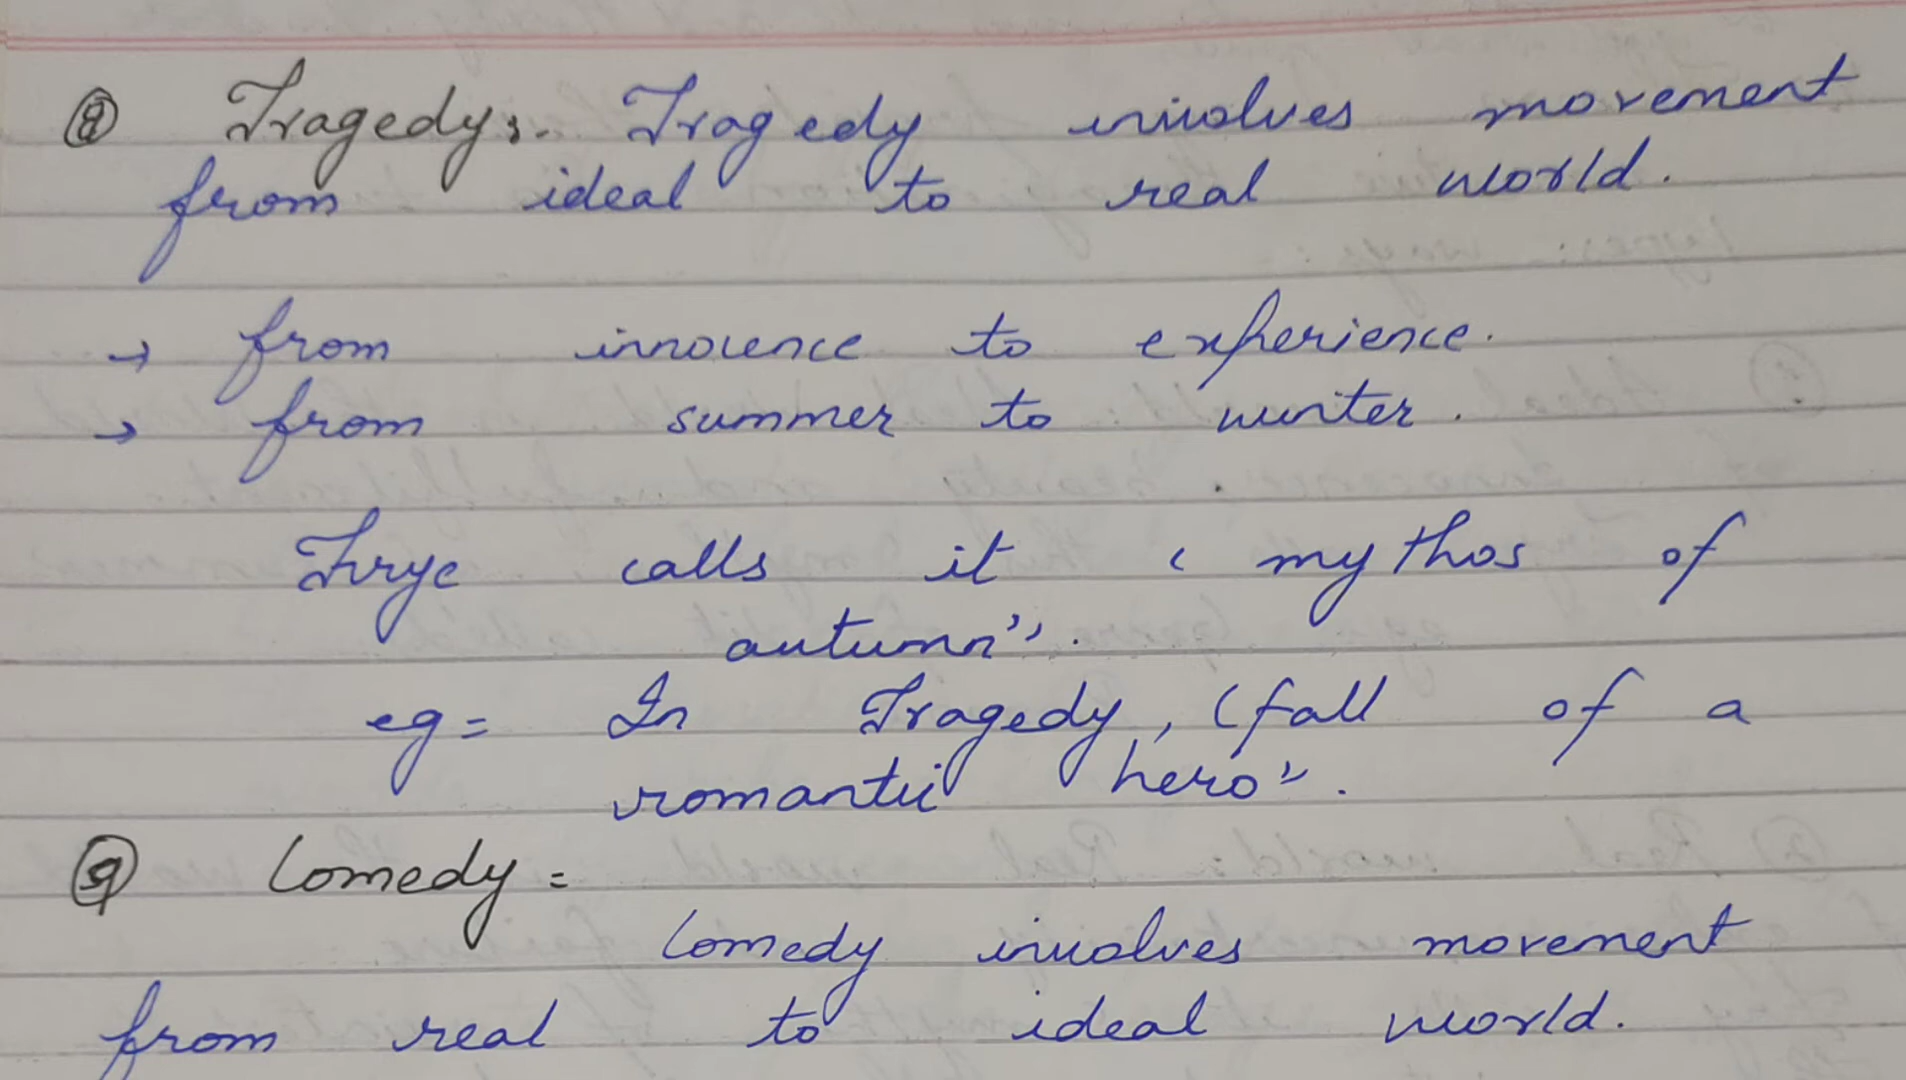 Tragedy:- Tragedy involves movement
from ideal to real world.
→ from innocence to experience.
→ from summer to winter.
Frye calls it ‘ mythos of
autumn’’.
eg= In Tragedy, (fall of a
romantic hero’’.
Comedy =
Comedy involves movement
from real to ideal world.